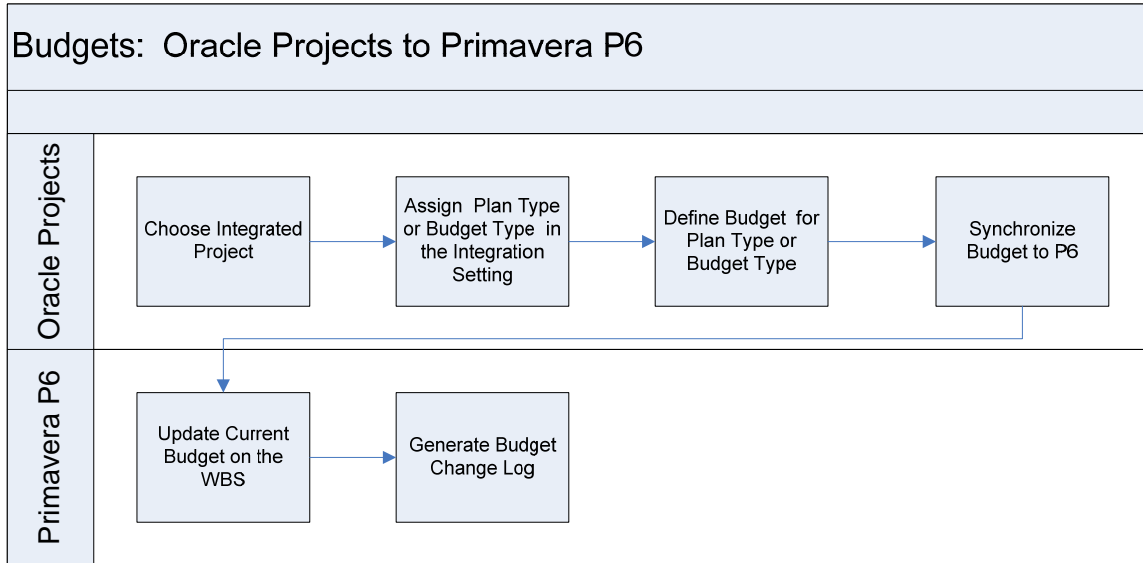 Budgets: Oracle Projects to Primavera P6
Oracle Projects
Choose Integrated
Project
Assign Plan Type
or Budget Type in
the Integration
Setting
Define Budget for
Plan Type or
Budget Type
Synchronize
Budget to P6
Primavera P6
Update Current
Budget on the
WBS
Generate Budget
Change Log